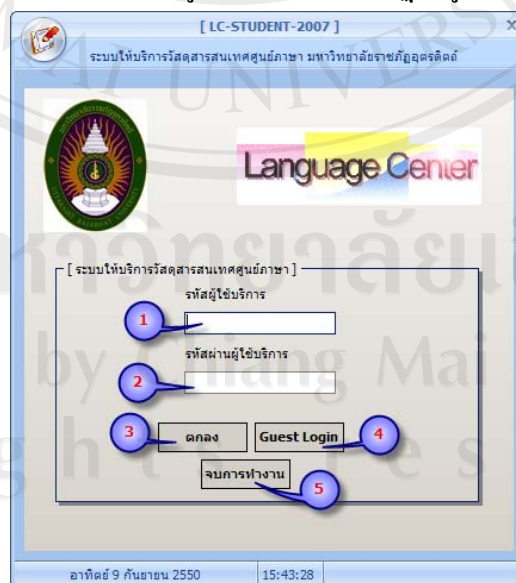 [ LC-STUDENT-2007 ]
ระบบให้บริการวัสดุสารสนเทศศูนย์ภาษา มหาวิทยาลัยราชภัฏอุตรดิตถ์
Language Center
[ ระบบให้บริการวัสดุสารสนเทศศูนย์ภาษา ]
รหัสผู้ใช้บริการ
1
รหัสผ่านผู้ใช้บริการ
2
3 ตกลง Guest Login 4
จบการทำงาน 5
อาทิตย์ 9 กันยายน 2550 15:43:28